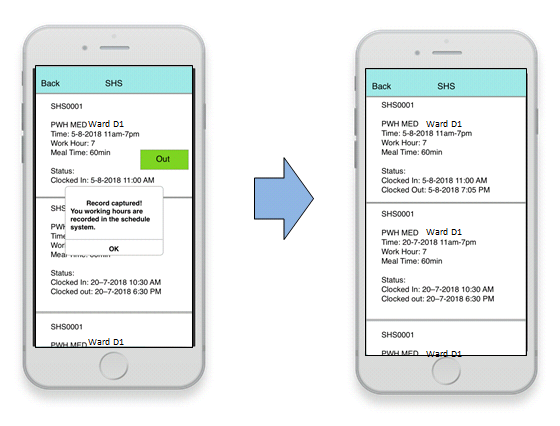 Back SHS
SHS0001
PWH MED Ward D1
Time: 5-8-2018 11am-7pm
Work Hour: 7
Meal Time: 60min
Out
Status:
Clocked In: 5-8-2018 11:00 AM
Record captured!
You working hours are
recorded in the schedule
system.
OK
SHS
PWH
Time
Work
Meal
Status:
Clocked In: 20–7-2018 10:30 AM
Clocked out: 20–7-2018 6:30 PM
SHS0001
PWH MED Ward D1
Back SHS
SHS0001
PWH MED Ward D1
Time: 5-8-2018 11am-7pm
Work Hour: 7
Meal Time: 60min
Status:
Clocked In: 5-8-2018 11:00 AM
Clocked Out: 5-8-2018 7:05 PM
SHS0001
PWH MED Ward D1
Time: 20-7-2018 11am-7pm
Work Hour: 7
Meal Time: 60min
Status:
Clocked In: 20–7-2018 10:30 AM
Clocked out: 20–7-2018 6:30 PM
SHS0001
PWH MED Ward D1